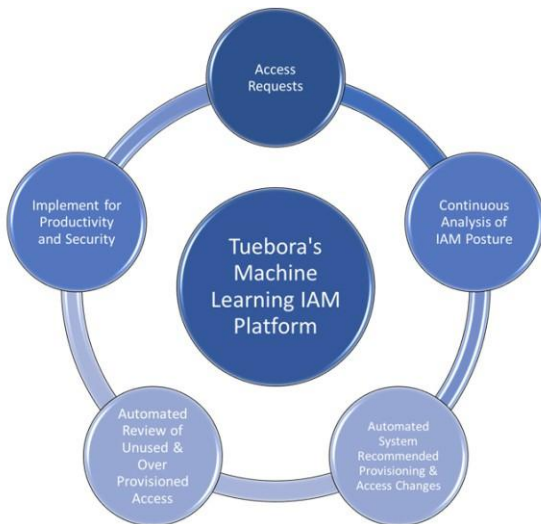 Access
Requests
Continuous
Analysis of
IAM Posture
Automated
System
Recommended
Provisioning &
Access Changes
Automated
Review of
Unused &
Over
Provisioned
Access
Implement for
Productivity
and Security
Tuebora's
Machine
Learning IAM
Platform